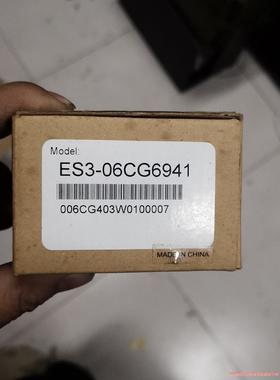 Model:
ES3-06CG6941
006CG403W0100007
MADE IN CHINA